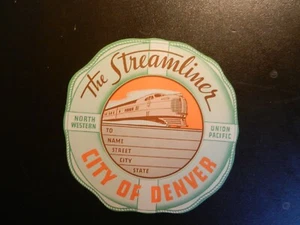 The Streamliner
NORTH
WESTERN
UNION
PACIFIC
TO
NAME
STREET
CITY
STATE
CITY OF DENVER